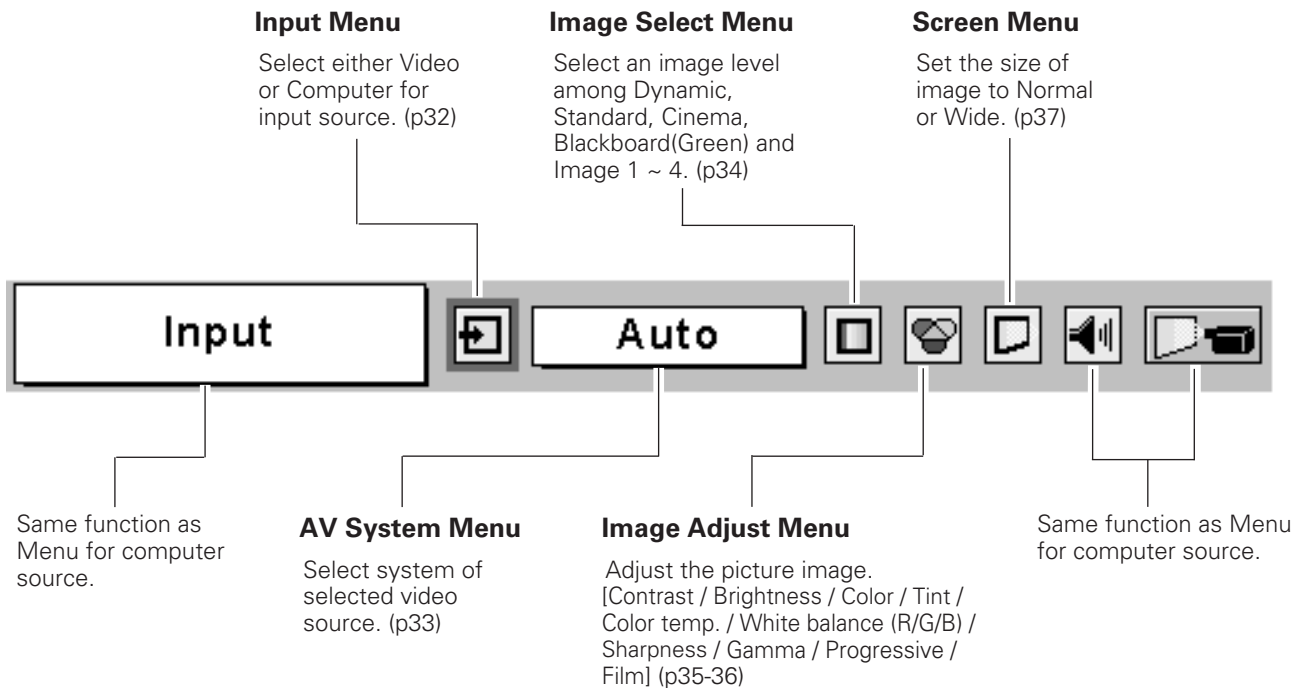 Input Menu
Select either Video
or Computer for
input source. (p32)
Image Select Menu
Select an image level
among Dynamic,
Standard, Cinema,
Blackboard(Green) and
Image 1 ~ 4. (p34)
Screen Menu
Set the size of
image to Normal
or Wide. (p37)
Input
Auto
Same function as
Menu for computer
source.
AV System Menu
Select system of
selected video
source. (p33)
Image Adjust Menu
Adjust the picture image.
[Contrast / Brightness / Color / Tint /
Color temp. / White balance (R/G/B) /
Sharpness / Gamma / Progressive /
Film] (p35-36)
Same function as Menu
for computer source.